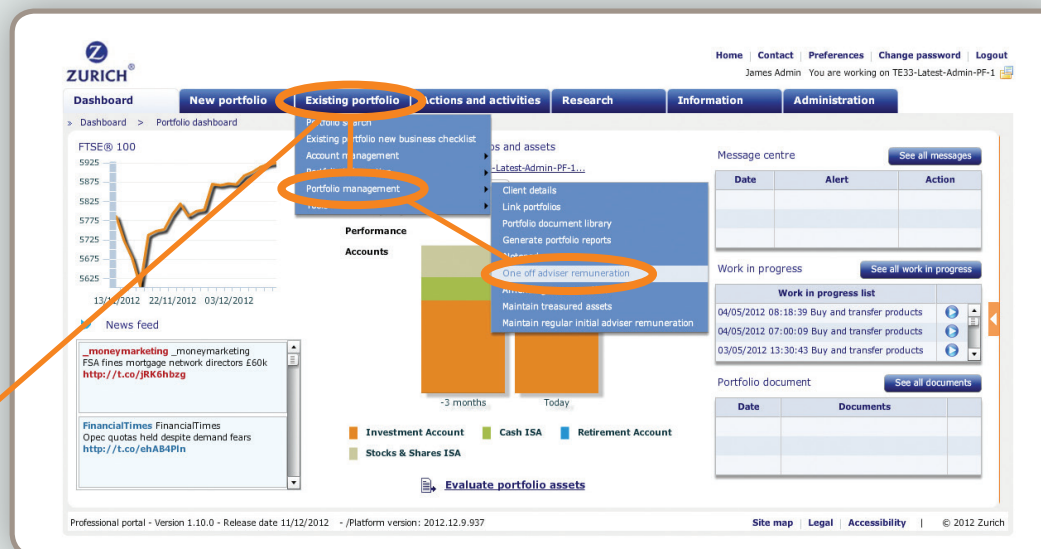 ZURICH®
Home | Contact | Preferences | Change password | Logout
James Admin You are working on TE33-Latest-Admin-PF-1
Dashboard
New portfolio
Existing portfolio
Actions and activities
Research
Information
Administration
» Dashboard > Portfolio dashboard
Portfolio search
Existing portfolio new business checklist
Account management
Portfolio management
Client details
Link portfolios
Portfolio document library
Generate portfolio reports
One off adviser remuneration
Maintain treasured assets
Maintain regular initial adviser remuneration
FTSE® 100
5925
5875
5825
5775
5725
5675
5625
22/11/2012 03/12/2012
News feed
_moneymarketing _moneymarketing
FSA fines mortgage network directors £60k
http://t.co/jRK6hbzg
FinancialTimes FinancialTimes
Opec quotas held despite demand fears
http://t.co/ehAB4PIn
and assets
-Latest-Admin-PF-1...
Performance
Accounts
-3 months
Today
Investment Account
Cash ISA
Retirement Account
Stocks & Shares ISA
Evaluate portfolio assets
Message centre
See all messages
Date Alert Action
Work in progress
See all work in progress
Work in progress list
04/05/2012 08:18:39 Buy and transfer products
04/05/2012 07:00:09 Buy and transfer products
03/05/2012 13:30:43 Buy and transfer products
Portfolio document
See all documents
Date Documents
Professional portal - Version 1.10.0 - Release date 11/12/2012 - /Platform version: 2012.12.9.937
Site map | Legal | Accessibility | © 2012 Zurich